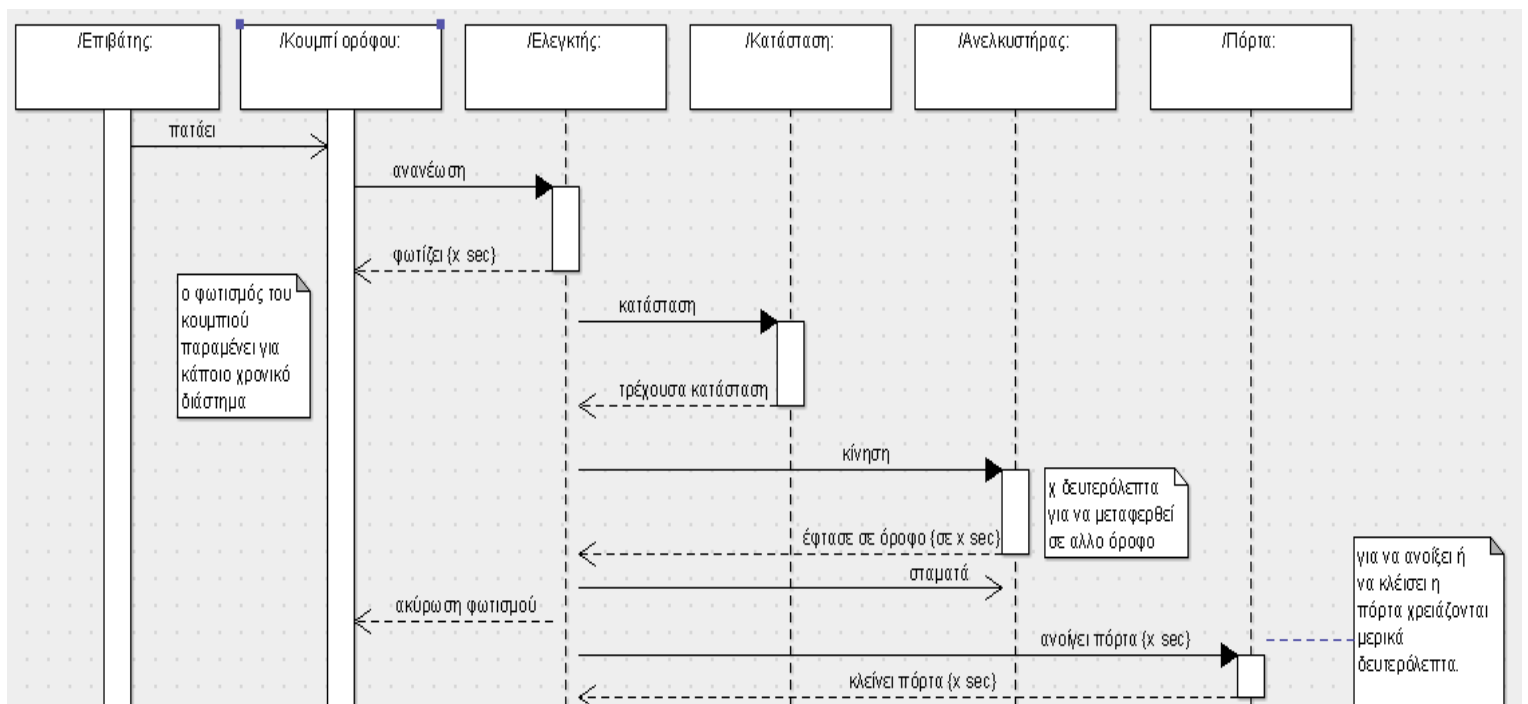 /Επιβάτης:
/Κουμπί ορόφου:
/Ελεγκτής:
/Κατάσταση:
/Ανελκυστήρας:
/Πόρτα:
πατάει
ανανέωση
φωτίζει {x sec}
ο φωτισμός του
κουμπιού
παραμένει για
κάποιο χρονικό
διάστημα
κατάσταση
τρέχουσα κατάσταση
κίνηση
χ δευτερόλεπτα
για να μεταφερθεί
σε αλλο όροφο
έφτασε σε όροφο {σε x sec}
σταματά
ακύρωση φωτισμού
για να ανοίξει ή
να κλείσει η
πόρτα χρειάζονται
μερικά
δευτερόλεπτα.
ανοίγει πόρτα {x sec}
κλείνει πόρτα {x sec}